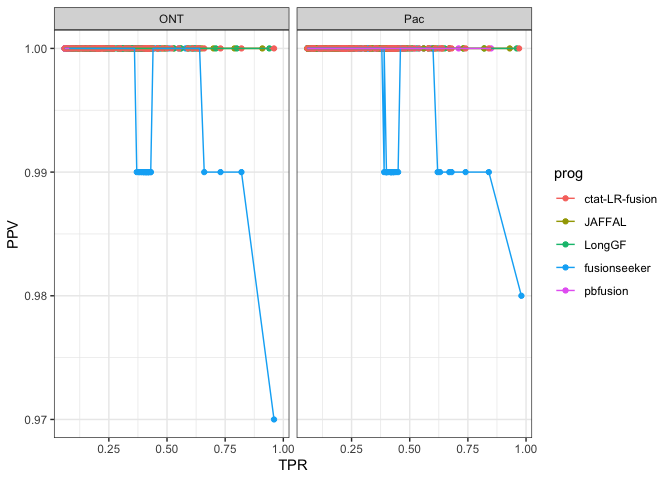 ONT
Pac
1.00
0.99
0.98
0.97
PPV
0.25
0.50
0.75
1.00
0.25
0.50
0.75
1.00
TPR
prog
ctat-LR-fusion
JAFFAL
LongGF
fusionseeker
pbfusion